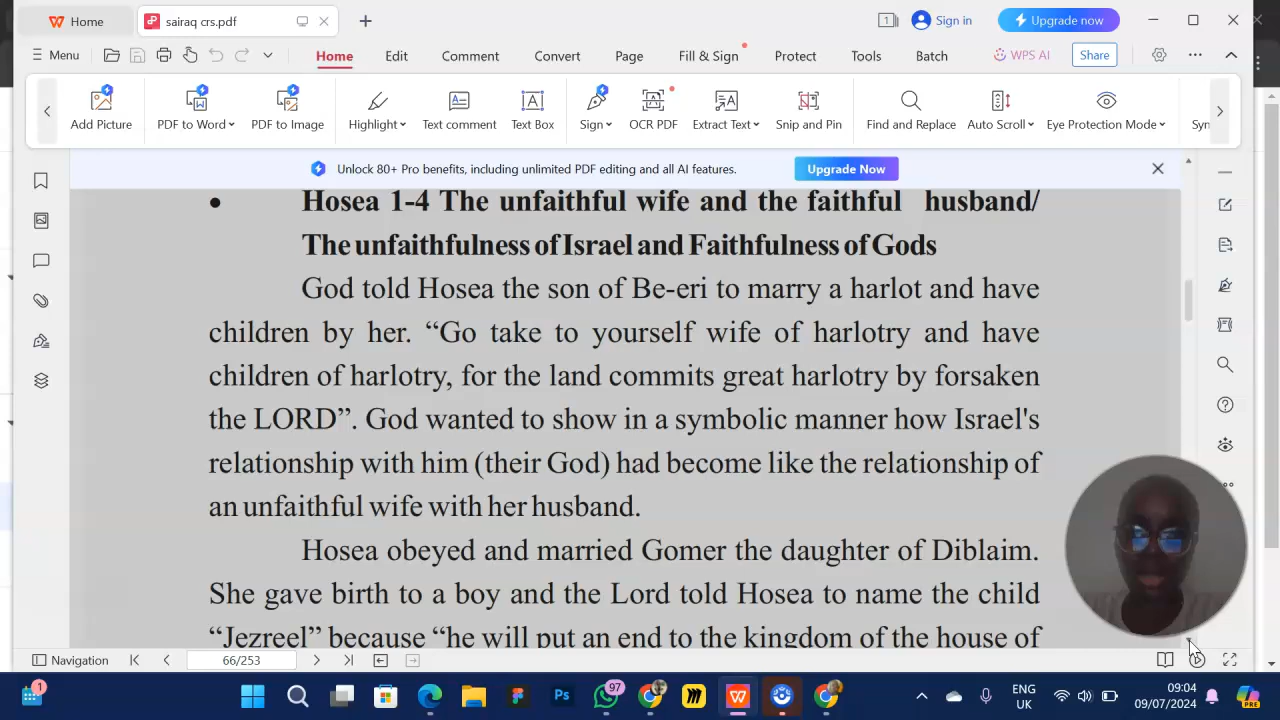 Home
sairaq crs.pdf
1
Sign in
Upgrade now
Menu
Home
Edit
Comment
Convert
Page
Fill & Sign
Protect
Tools
Batch
WPS AI
Share
Add Picture
PDF to Word
PDF to Image
Highlight
Text comment
Text Box
Sign
OCR PDF
Extract Text
Snip and Pin
Find and Replace
Auto Scroll
Eye Protection Mode
Syn
Unlock 80+ Pro benefits, including unlimited PDF editing and all AI features.
Upgrade Now
• Hosea 1-4 The unfaithful wife and the faithful husband/
The unfaithfulness of Israel and Faithfulness of Gods
God told Hosea the son of Be-eri to marry a harlot and have
children by her. “Go take to yourself wife of harlotry and have
children of harlotry, for the land commits great harlotry by forsaken
the LORD”. God wanted to show in a symbolic manner how Israel's
relationship with him (their God) had become like the relationship of
an unfaithful wife with her husband.
Hosea obeyed and married Gomer the daughter of Diblaim.
She gave birth to a boy and the Lord told Hosea to name the child
“Jezreel” because “he will put an end to the kingdom of the house of
Navigation
66/253
1
Ps
97
ENG
UK
09:04
09/07/2024
PRE